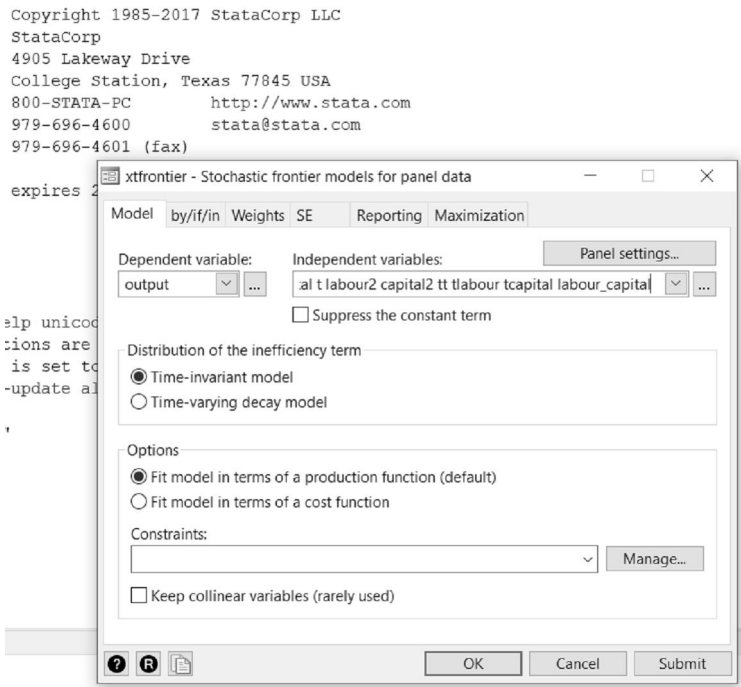 Copyright 1985-2017 StataCorp LLC
StataCorp
4905 Lakeway Drive
College Station, Texas 77845 USA
800-STATA-PC http://www.stata.com
979-696-4600 stata@stata.com
979-696-4601 (fax)
xtfrontier - Stochastic frontier models for panel data
expires 2
Model by/if/in Weights SE Reporting Maximization
Panel settings...
Dependent variable: Independent variables:
output ... :al t labour2 capital2 tt tlabour tcapital labour_capital ...
Suppress the constant term
elp unicod
Distribution of the inefficiency term
tions are
Time-invariant model
is set to
-update al
Time-varying decay model
"
Options
Fit model in terms of a production function (default)
Fit model in terms of a cost function
Constraints:
Manage...
Keep collinear variables (rarely used)
? R
OK Cancel Submit